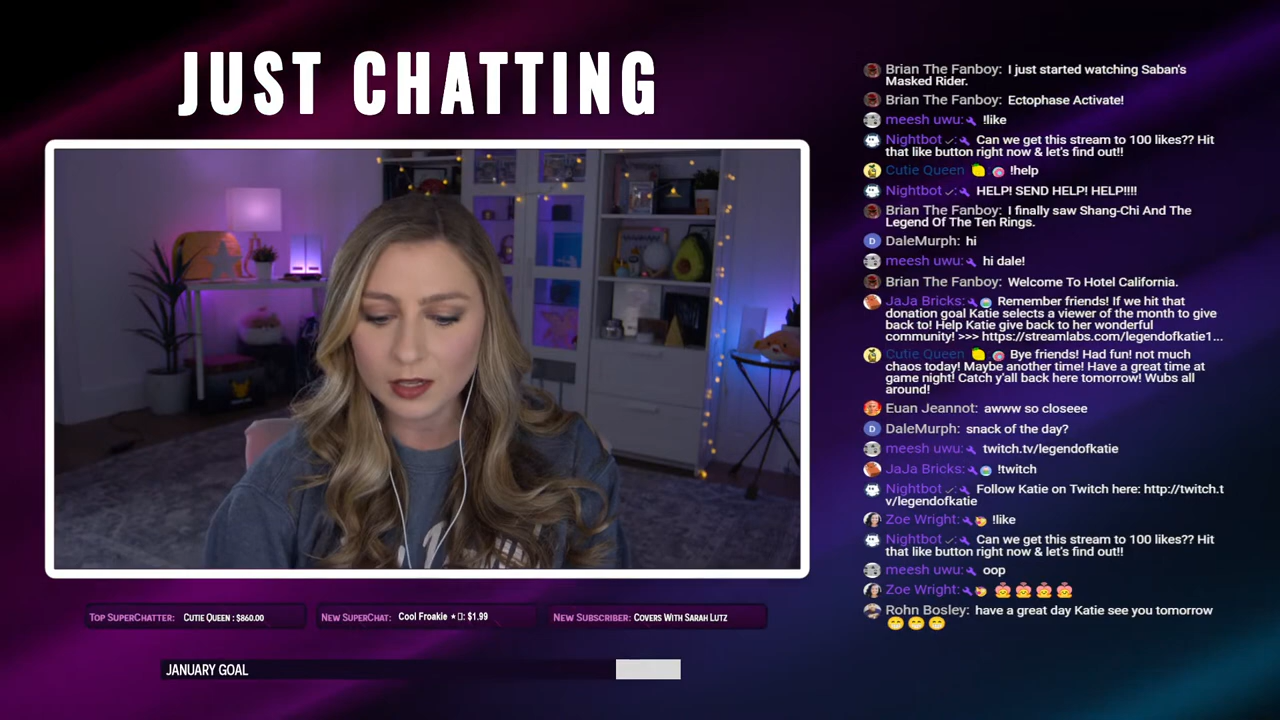 JUST CHATTING
Brian The Fanboy: I just started watching Saban's
Masked Rider.
Brian The Fanboy: Ectophase Activate!
meesh uwu: !like
Nightbot: Can we get this stream to 100 likes?? Hit
that like button right now & let's find out!!
Cutie Queen !help
Nightbot: HELP! SEND HELP! HELP!!!!
Brian The Fanboy: I finally saw Shang-Chi And The
Legend Of The Ten Rings.
D DaleMurph: hi
meesh uwu: hi dale!
Brian The Fanboy: Welcome To Hotel California.
JaJa Bricks: Remember friends! If we hit that
donation goal Katie selects a viewer of the month to give
back to! Help Katie give back to her wonderful
community! >>> https://streamlabs.com/legendofkatie1...
Cutie Queen Bye friends! Had fun! not much
chaos today! Maybe another time! Have a great time at
game night! Catch y'all back here tomorrow! Wubs all
around!
Euan Jeannot: awww so closeee
D DaleMurph: snack of the day?
meesh uwu: twitch.tv/legendofkatie
JaJa Bricks: !twitch
Nightbot: Follow Katie on Twitch here: http://twitch.t
v/legendofkatie
Zoe Wright: !like
Nightbot: Can we get this stream to 100 likes?? Hit
that like button right now & let's find out!!
meesh uwu: oop
Zoe Wright:
Rohn Bosley: have a great day Katie see you tomorrow
TOP SUPERCHATTER: CUTIE QUEEN : $860.00
NEW SUPERCHAT: Cool Froakie ⋆: $1.99
NEW SUBSCRIBER: COVERS WITH SARAH LUTZ
JANUARY GOAL